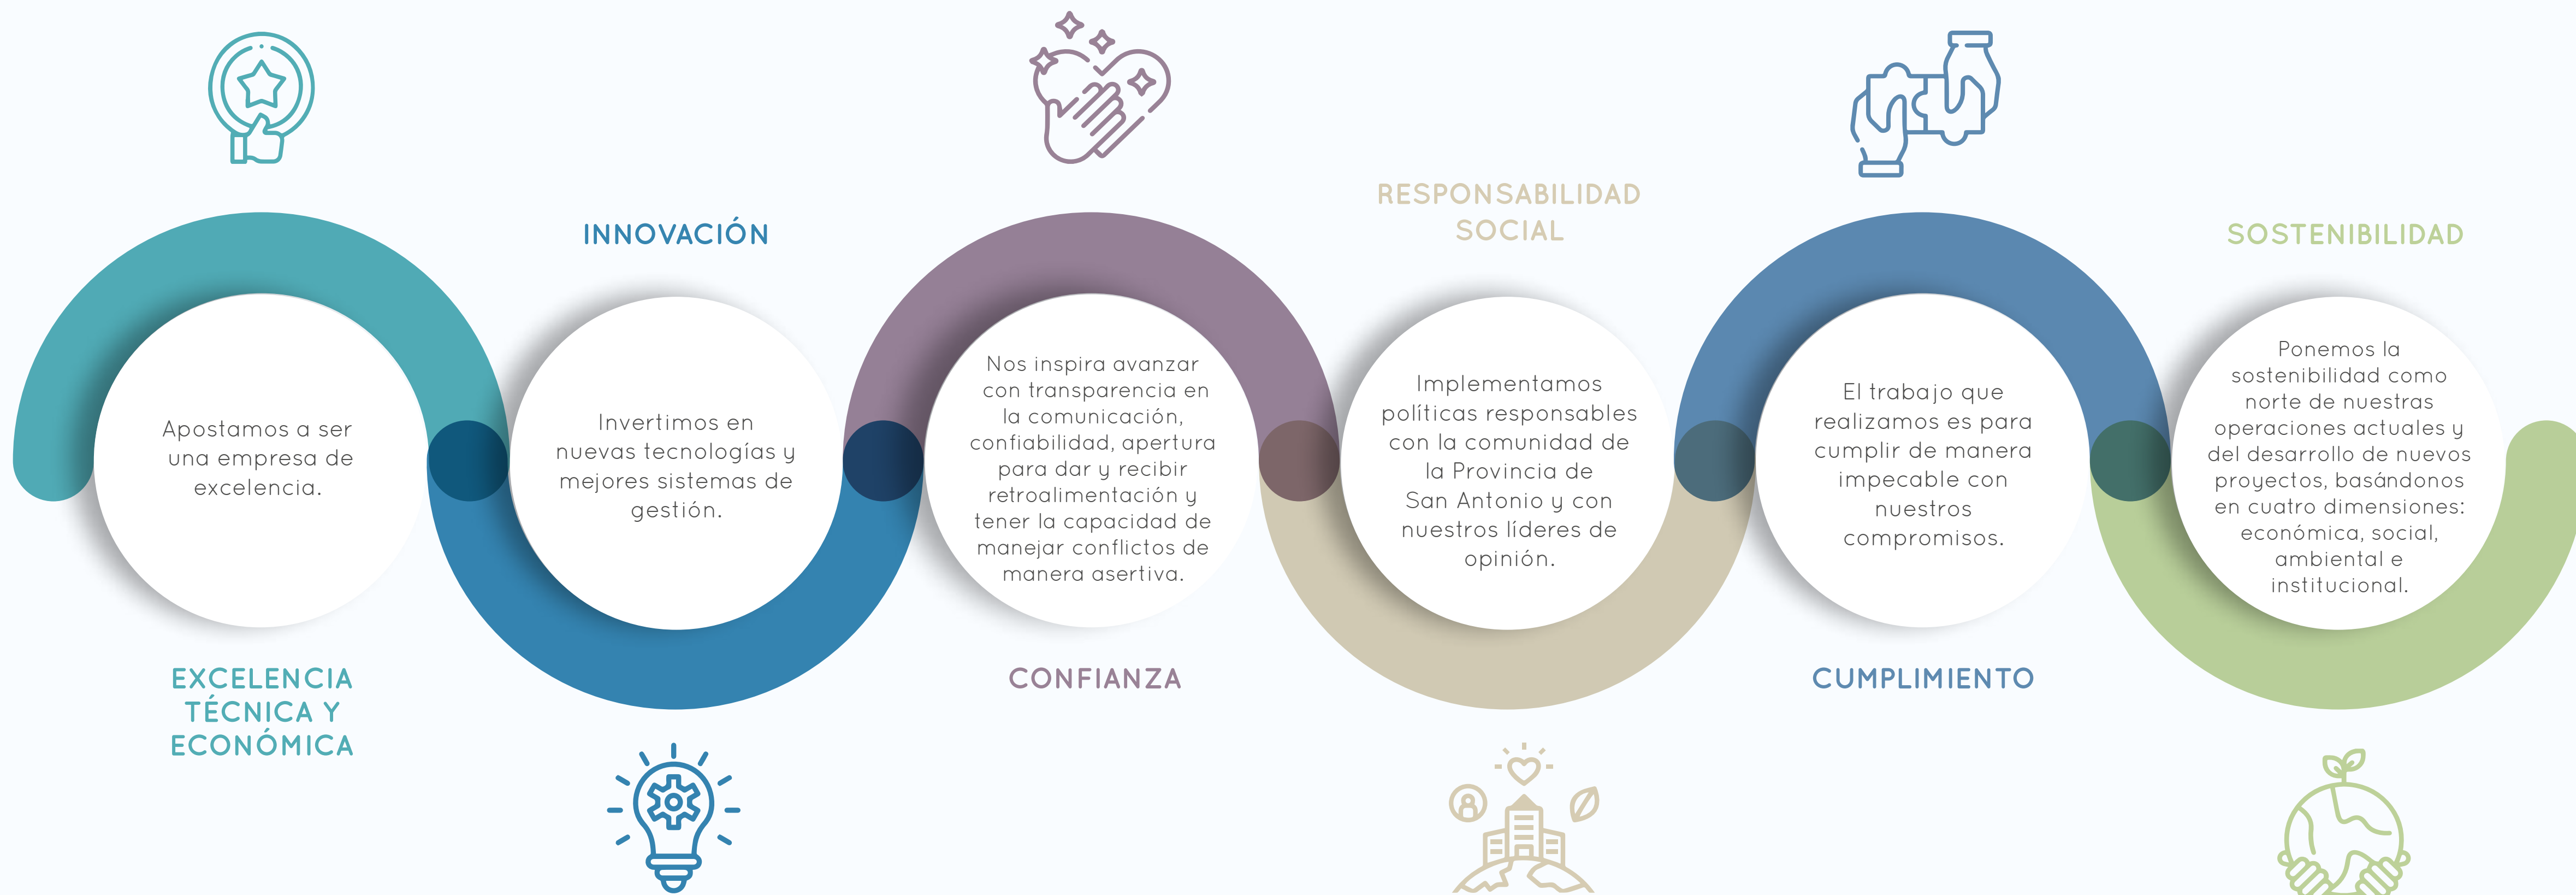 EXCELENCIA
TÉCNICA Y
ECONÓMICA
Apostamos a ser
una empresa de
excelencia.
INNOVACIÓN
Invertimos en
nuevas tecnologías y
mejores sistemas de
gestión.
CONFIANZA
Nos inspira avanzar
con transparencia en
la comunicación,
confiabilidad, apertura
para dar y recibir
retroalimentación y
tener la capacidad de
manejar conflictos de
manera asertiva.
RESPONSABILIDAD
SOCIAL
Implementamos
políticas responsables
con la comunidad de
la Provincia de
San Antonio y con
nuestros líderes de
opinión.
CUMPLIMIENTO
El trabajo que
realizamos es para
cumplir de manera
impecable con
nuestros
compromisos.
SOSTENIBILIDAD
Ponemos la
sostenibilidad como
norte de nuestras
operaciones actuales y
del desarrollo de nuevos
proyectos, basándonos
en cuatro dimensiones:
económica, social,
ambiental e
institucional.